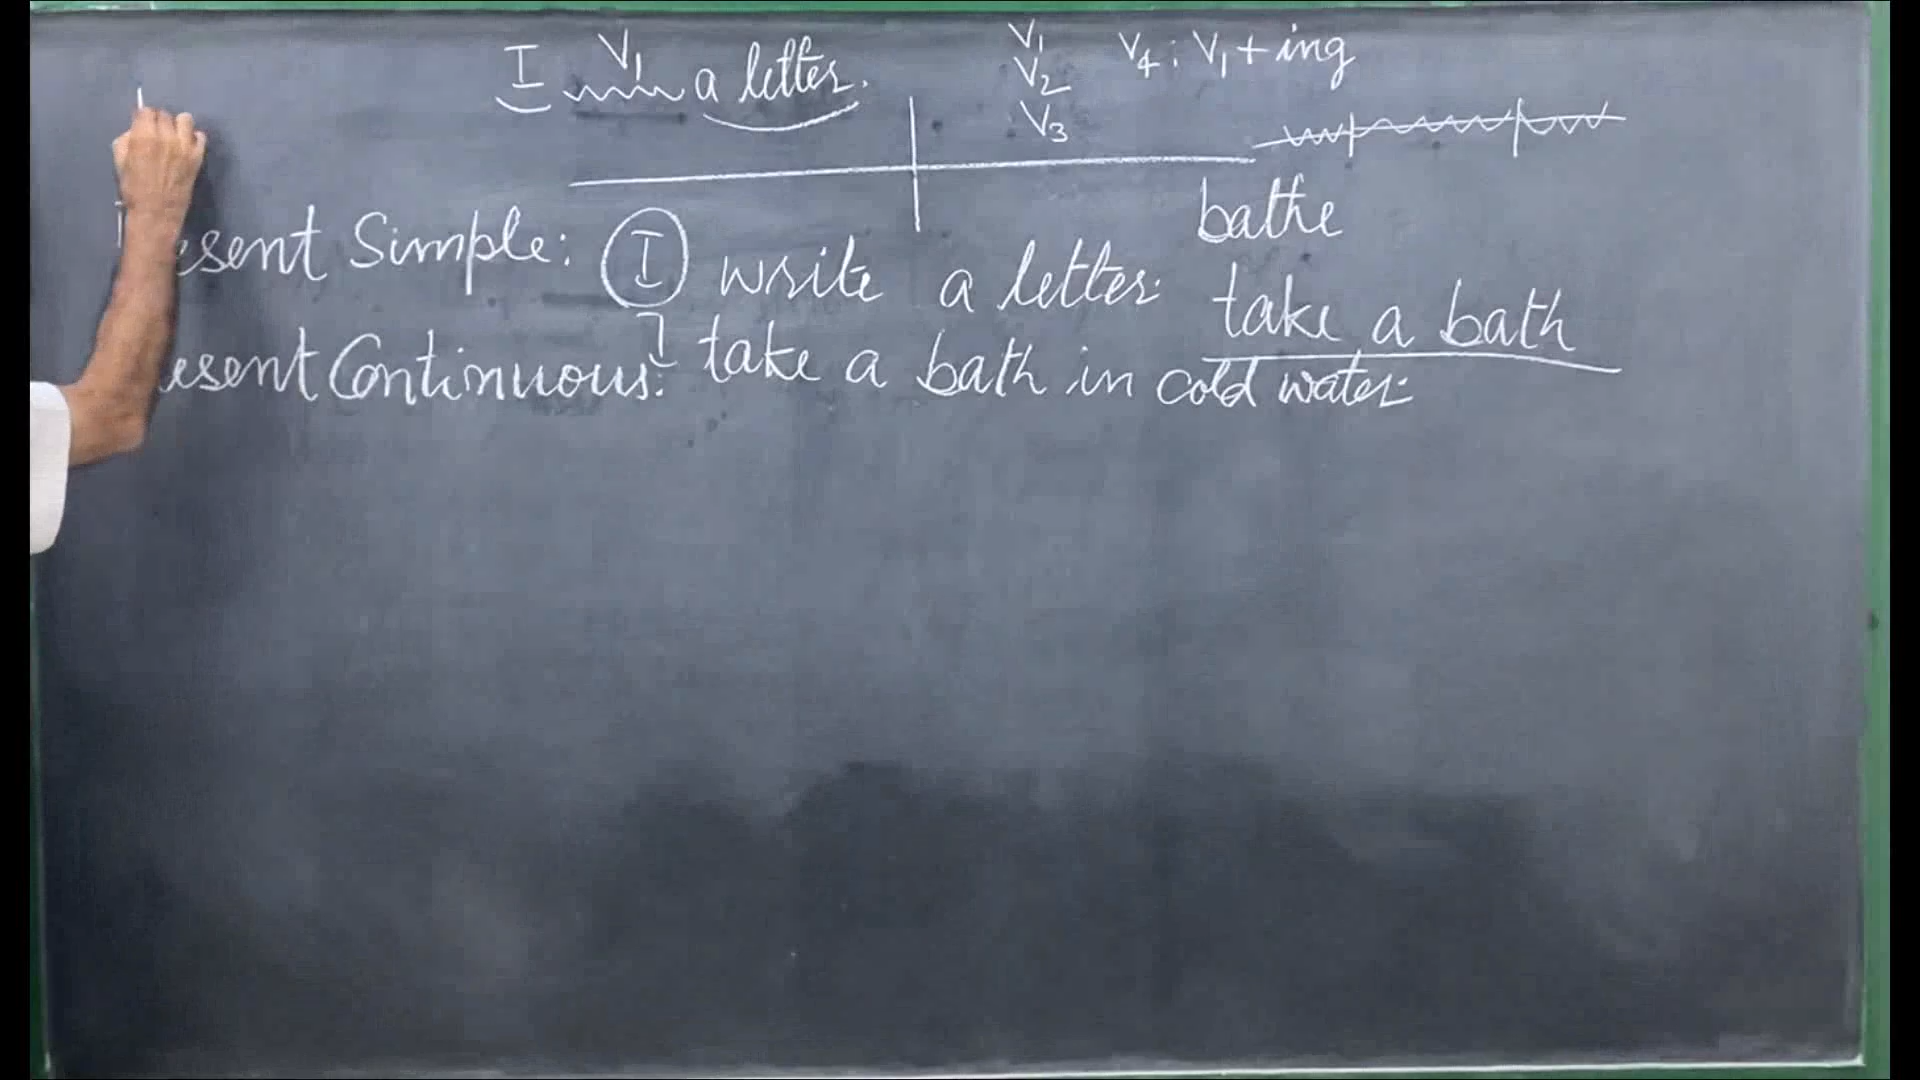 I V1 a letter.
V1 V4: V1 + ing
V2
V3
bathe
esent Simple: I write a letter.
take a bath
esent Continuous: I take a bath in cold water.